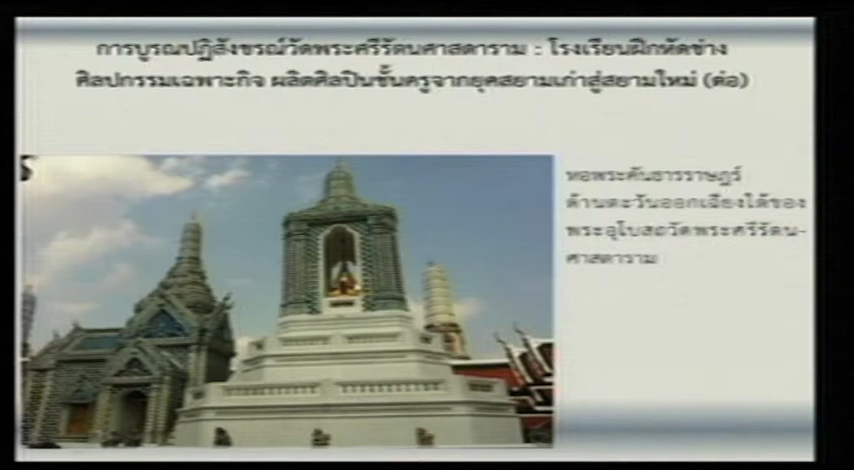 การบูรณปฏิสังขรณ์วัดพระศรีรัตนศาสดาราม : โรงเรียนฝึกหัดช่าง
ศิลปกรรมเฉพาะกิจ ผลิตศิลปินชั้นครูจากยุคสยามเก่าสู่สยามใหม่ (ต่อ)
หอพระคันธารราษฎร์
ด้านตะวันออกเฉียงใต้ของ
พระอุโบสถวัดพระศรีรัตน-
ศาสดาราม